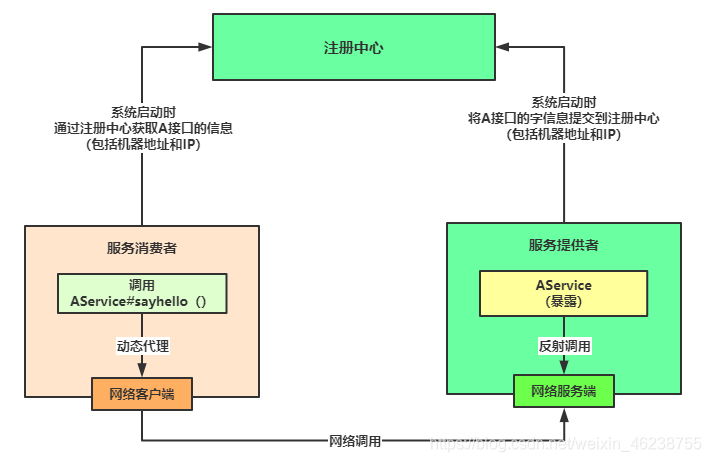 注册中心
系统启动时
通过注册中心获取A接口的信息
（包括机器地址和IP）
系统启动时
将A接口的字信息提交到注册中心
（包括机器地址和IP）
服务消费者
调用
AService#sayhello（）
动态代理
网络客户端
服务提供者
AService
（暴露）
反射调用
网络服务端
网络调用
https://blog.csdn.net/weixin_46238755